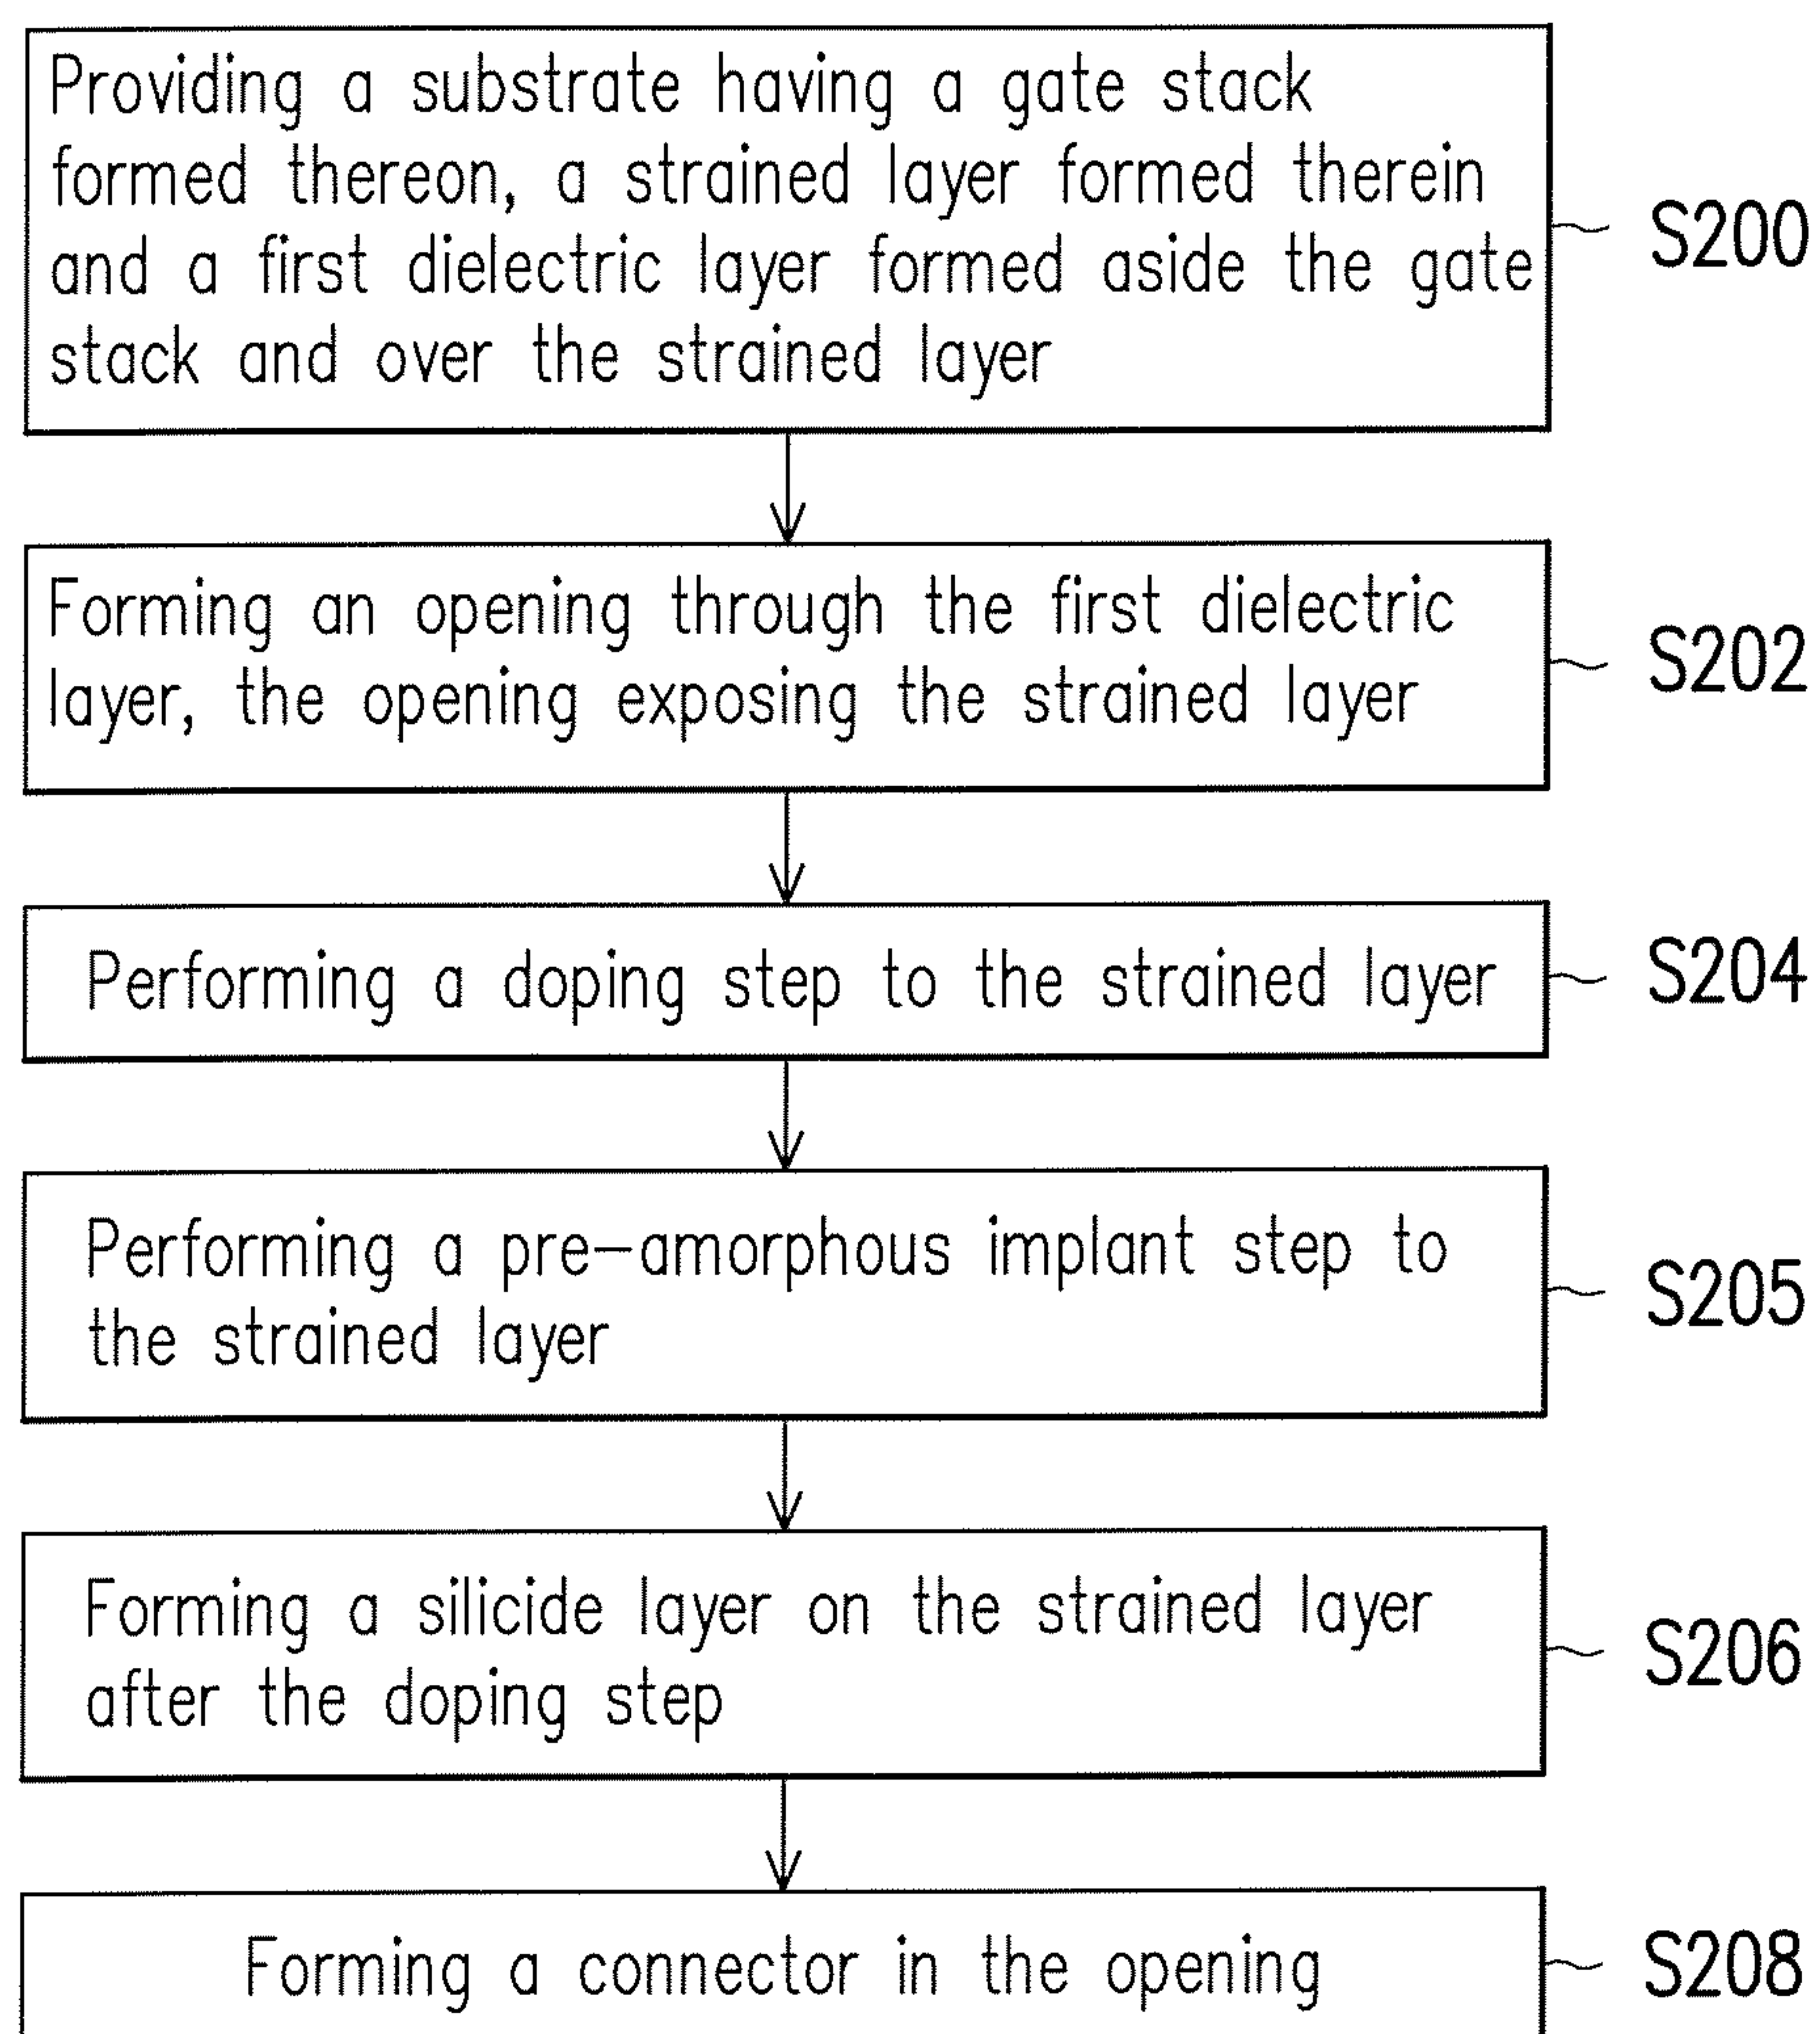 Providing a substrate having a gate stack
formed thereon, a strained layer formed therein
and a first dielectric layer formed aside the gate
stack and over the strained layer
S200
Forming an opening through the first dielectric
layer, the opening exposing the strained layer
S202
Performing a doping step to the strained layer
S204
Performing a pre-amorphous implant step to
the strained layer
S205
Forming a silicide layer on the strained layer
after the doping step
S206
Forming a connector in the opening
S208